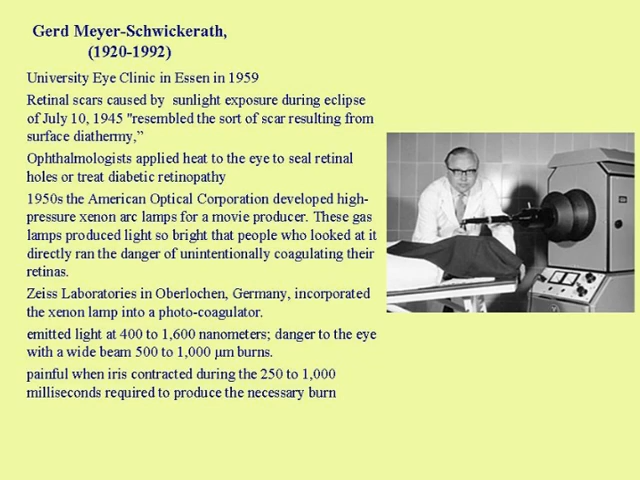 Gerd Meyer-Schwickerath,
(1920-1992)
University Eye Clinic in Essen in 1959
Retinal scars caused by  sunlight exposure during eclipse
of July 10, 1945 "resembled the sort of scar resulting from
surface diathermy,”
Ophthalmologists applied heat to the eye to seal retinal
holes or treat diabetic retinopathy
1950s the American Optical Corporation developed high-
pressure xenon arc lamps for a movie producer. These gas
lamps produced light so bright that people who looked at it
directly ran the danger of unintentionally coagulating their
retinas.
Zeiss Laboratories in Oberlochen, Germany, incorporated
the xenon lamp into a photo-coagulator.
emitted light at 400 to 1,600 nanometers; danger to the eye
with a wide beam 500 to 1,000 µm burns.
painful when iris contracted during the 250 to 1,000
milliseconds required to produce the necessary burn